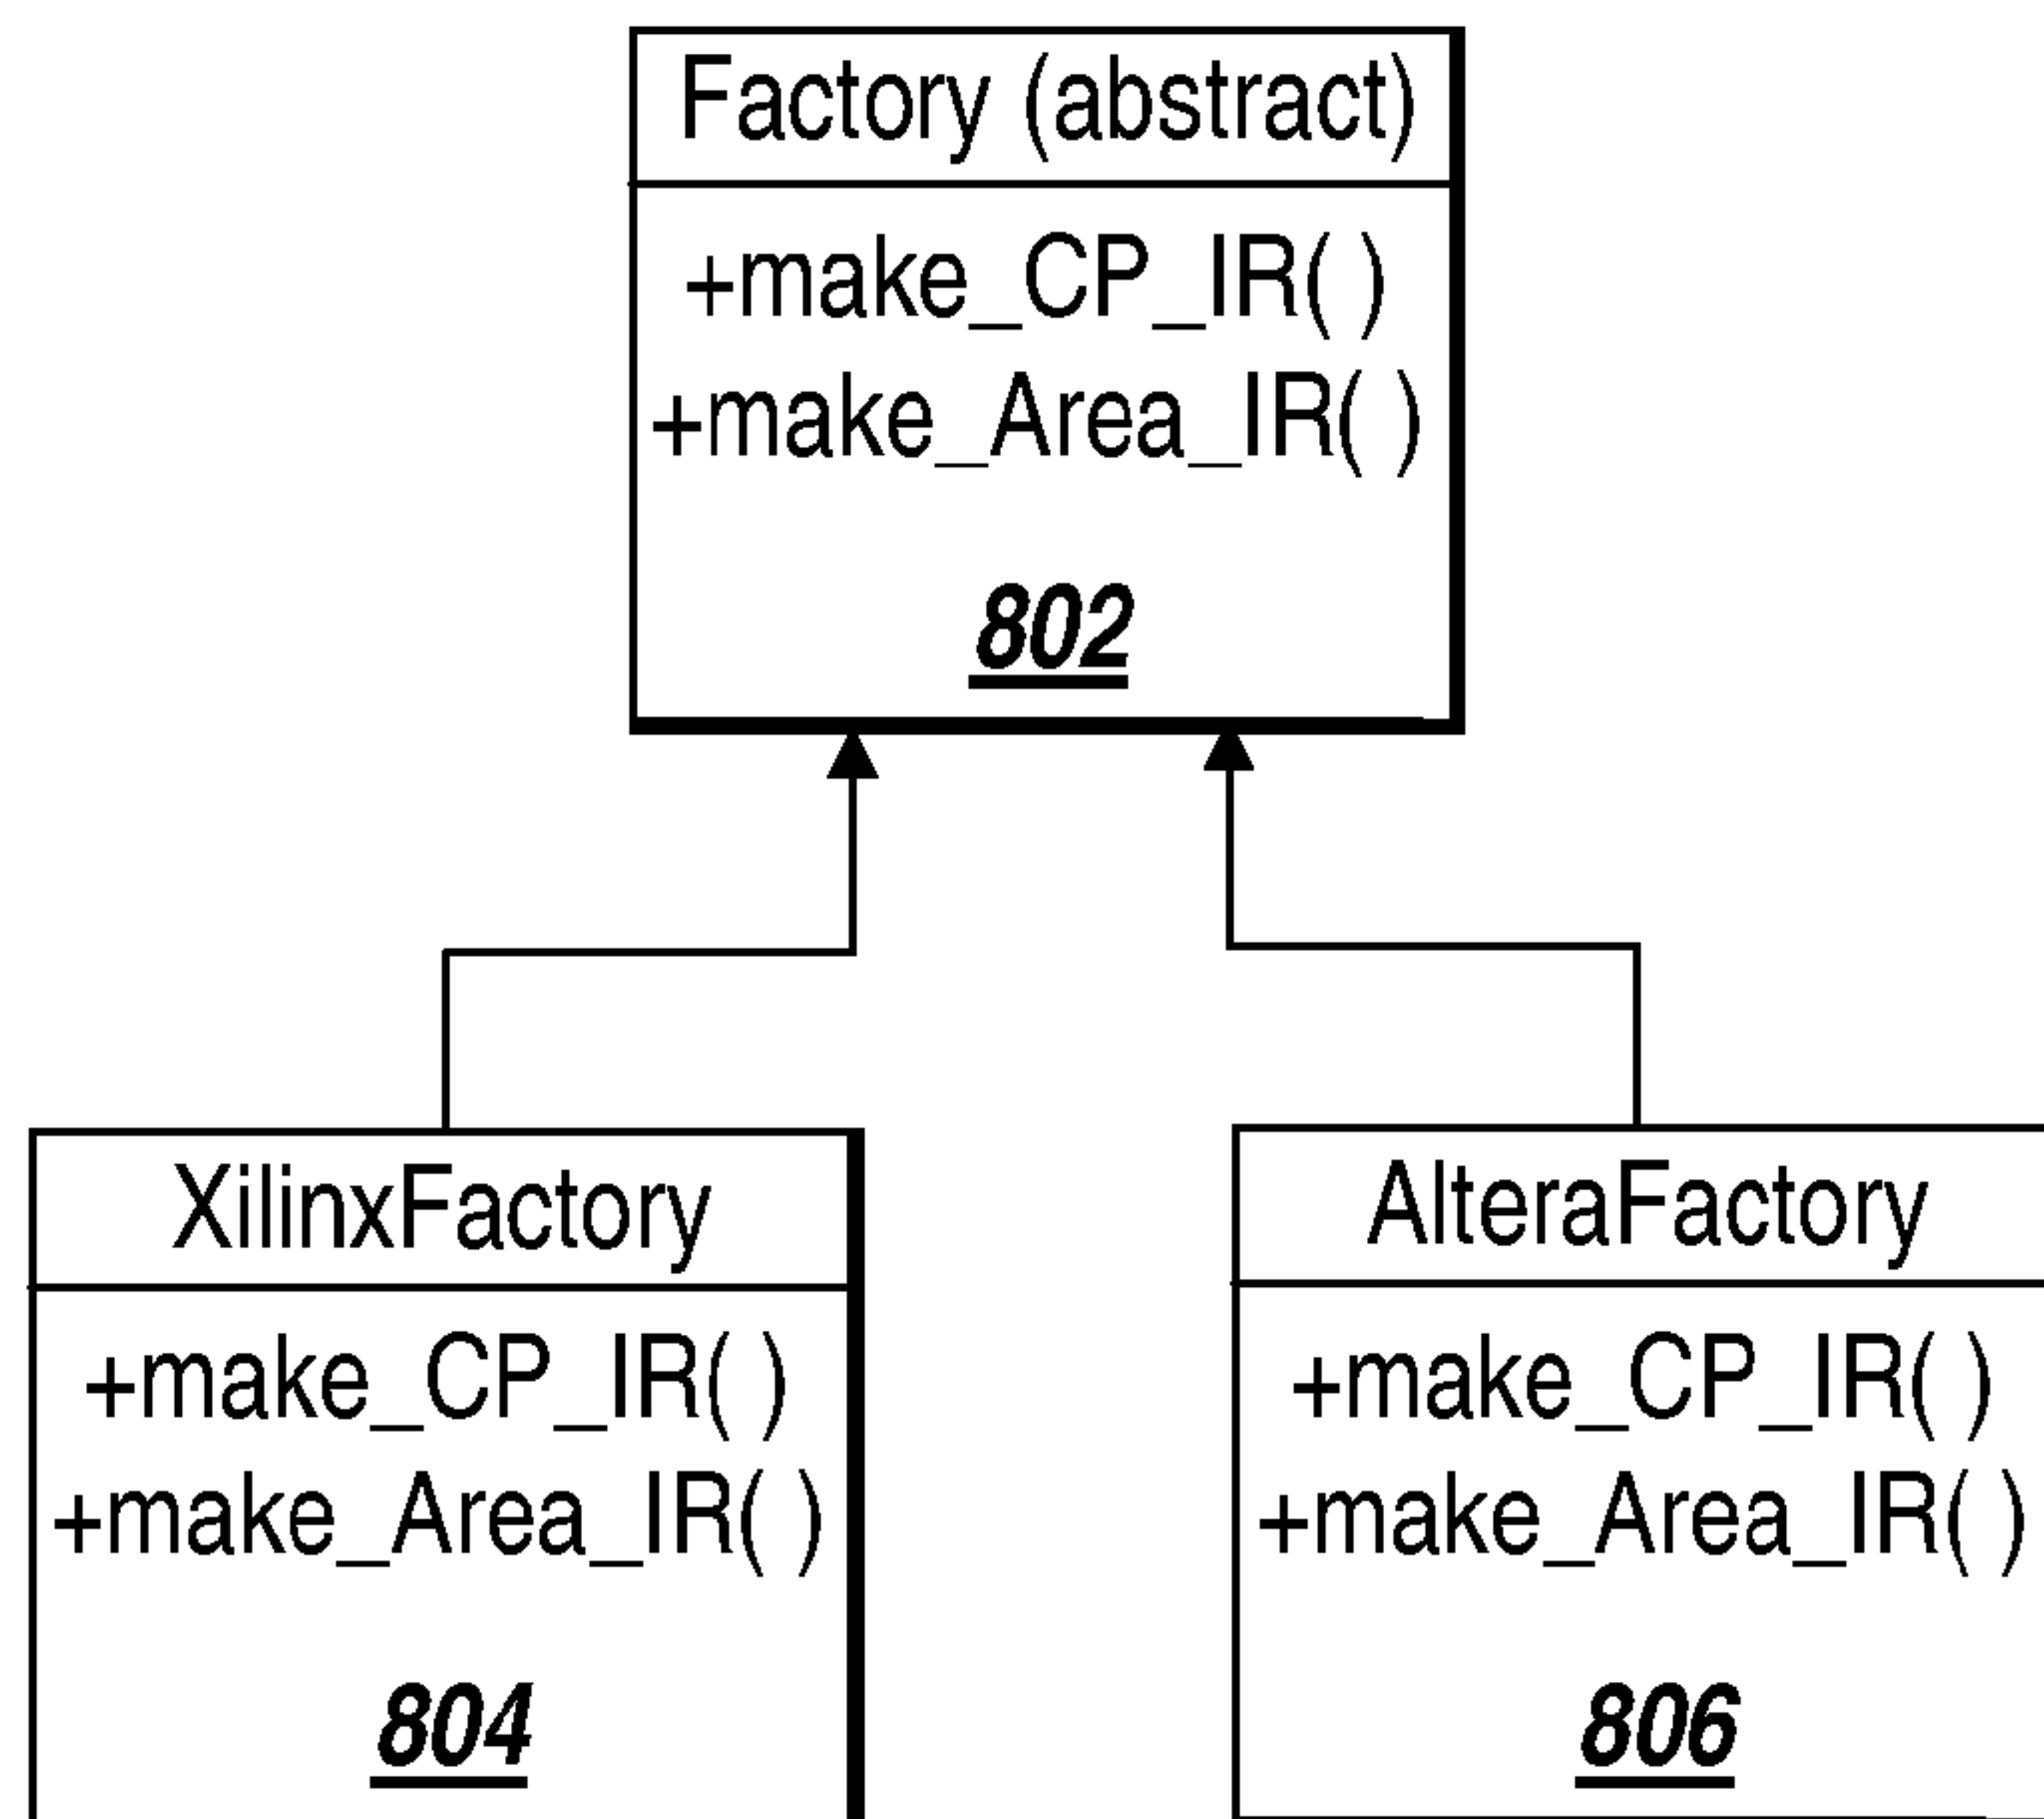 Factory (abstract)
+make_CP_IR( )
+make_Area_IR( )
802
XilinxFactory
+make_CP_IR( )
+make_Area_IR( )
804
AlteraFactory
+make_CP_IR( )
+make_Area_IR( )
806